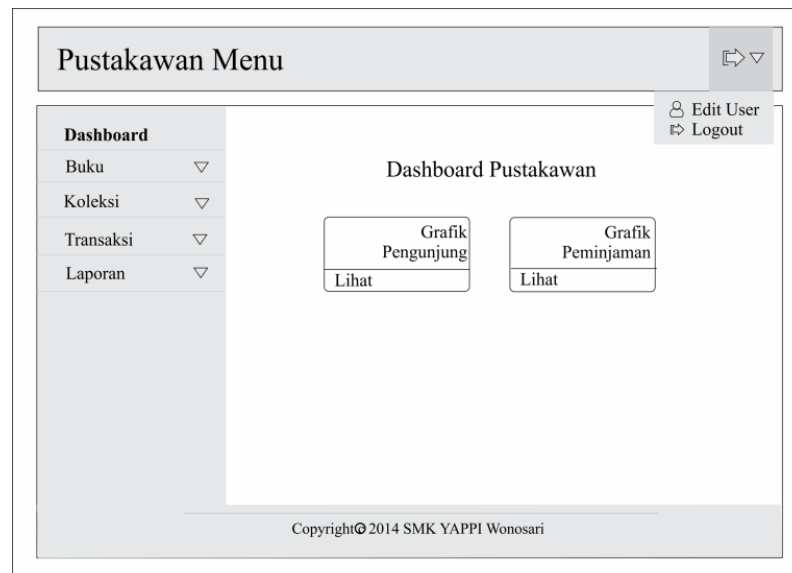 Pustakawan Menu
Edit User
Logout
Dashboard
Buku
Koleksi
Transaksi
Laporan
Dashboard Pustakawan
Grafik
Pengunjung
Lihat
Grafik
Peminjaman
Lihat
Copyright© 2014 SMK YAPPI Wonosari